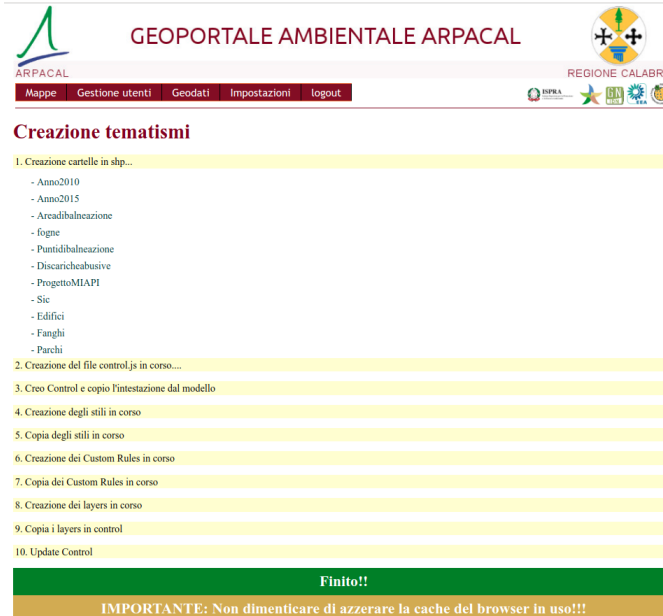 GEOPORTALE AMBIENTALE ARPACAL
ARPACAL
REGIONE CALABR
Mappe Gestione utenti Geodati Impostazioni logout
ISPRA
GN
Creazione tematismi
1. Creazione cartelle in shp...
- Anno2010
- Anno2015
- Areadibalneazione
- fogne
- Puntidibalneazione
- Discaricheabusive
- ProgettoMIAPI
- Sic
- Edifici
- Fanghi
- Parchi
2. Creazione del file control.js in corso....
3. Creo Control e copio l'intestazione dal modello
4. Creazione degli stili in corso
5. Copia degli stili in corso
6. Creazione dei Custom Rules in corso
7. Copia dei Custom Rules in corso
8. Creazione dei layers in corso
9. Copia i layers in control
10. Update Control
Finito!!
IMPORTANTE: Non dimenticare di azzerare la cache del browser in uso!!!